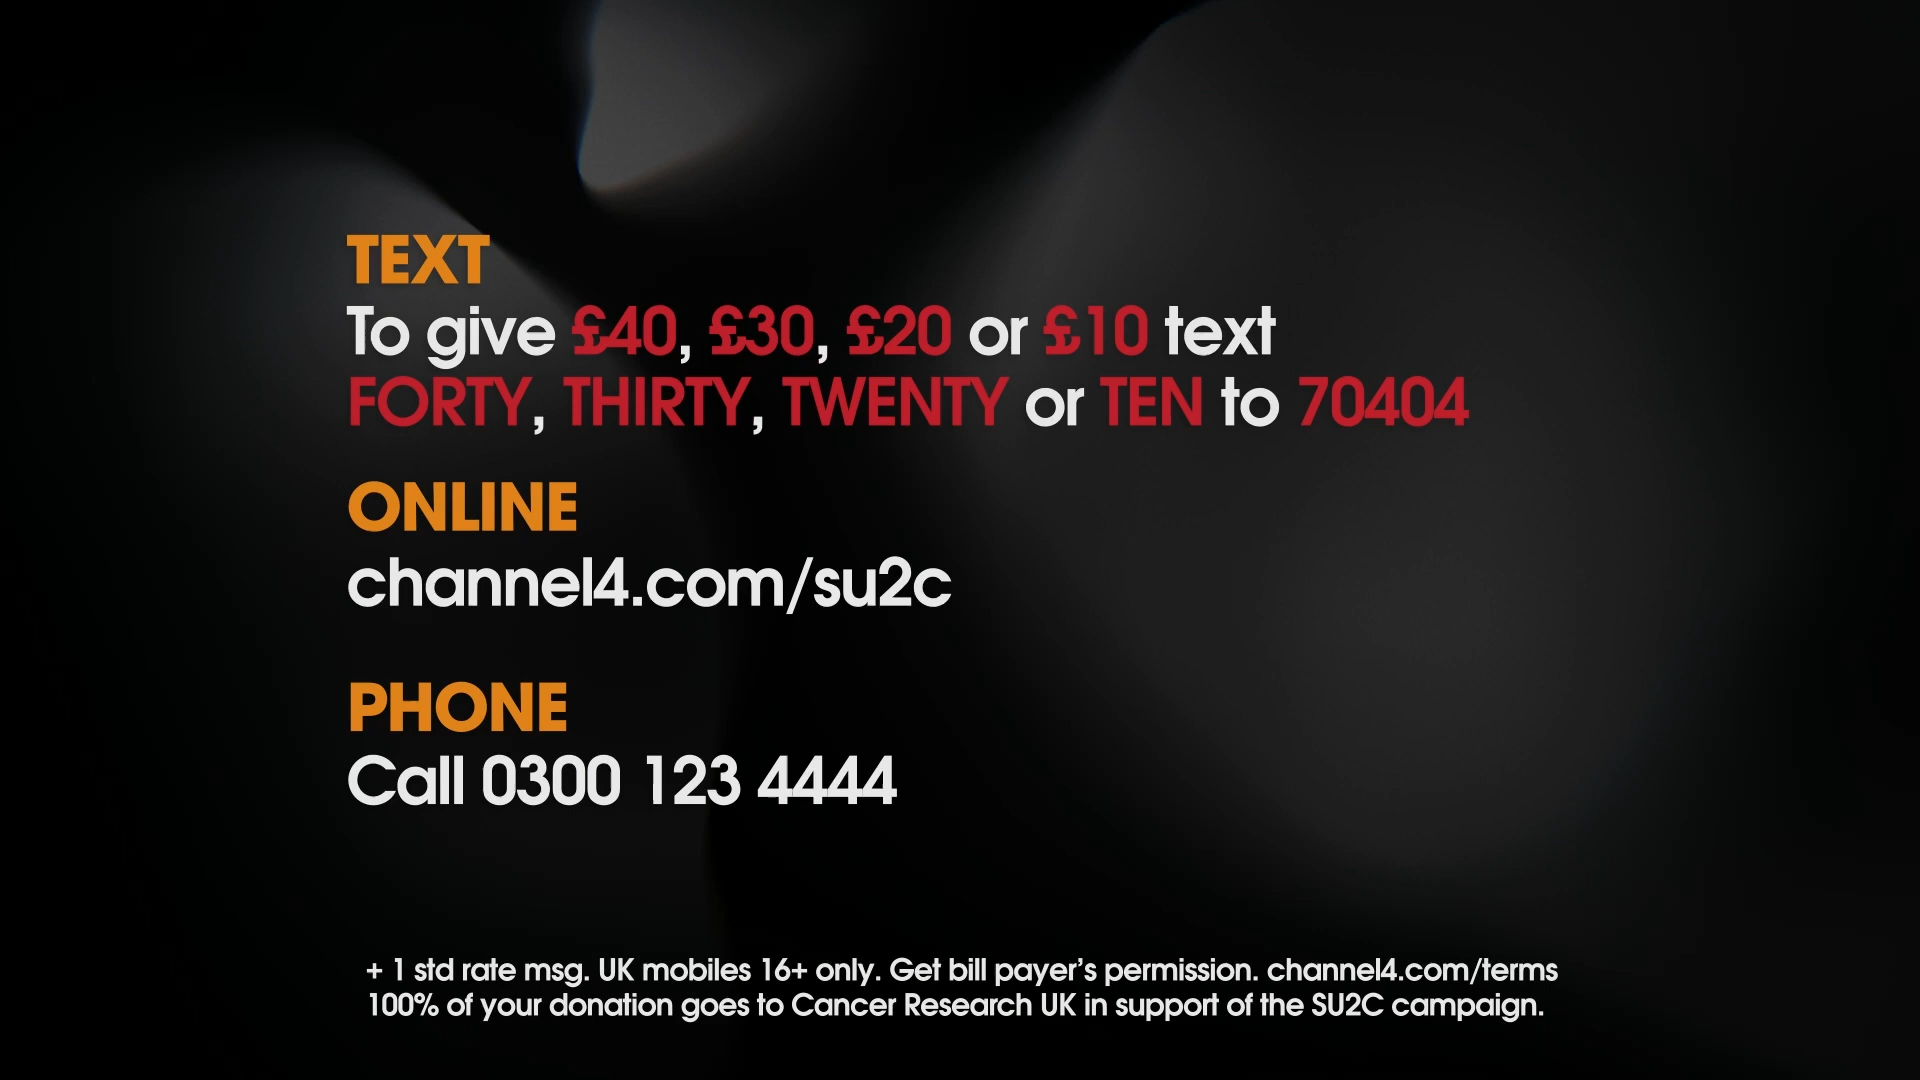 TEXT
To give £40, £30, £20 or £10 text
FORTY, THIRTY, TWENTY or TEN to 70404
ONLINE
channel4.com/su2c
PHONE
Call 0300 123 4444
+ 1 std rate msg. UK mobiles 16+ only. Get bill payer’s permission. channel4.com/terms
100% of your donation goes to Cancer Research UK in support of the SU2C campaign.